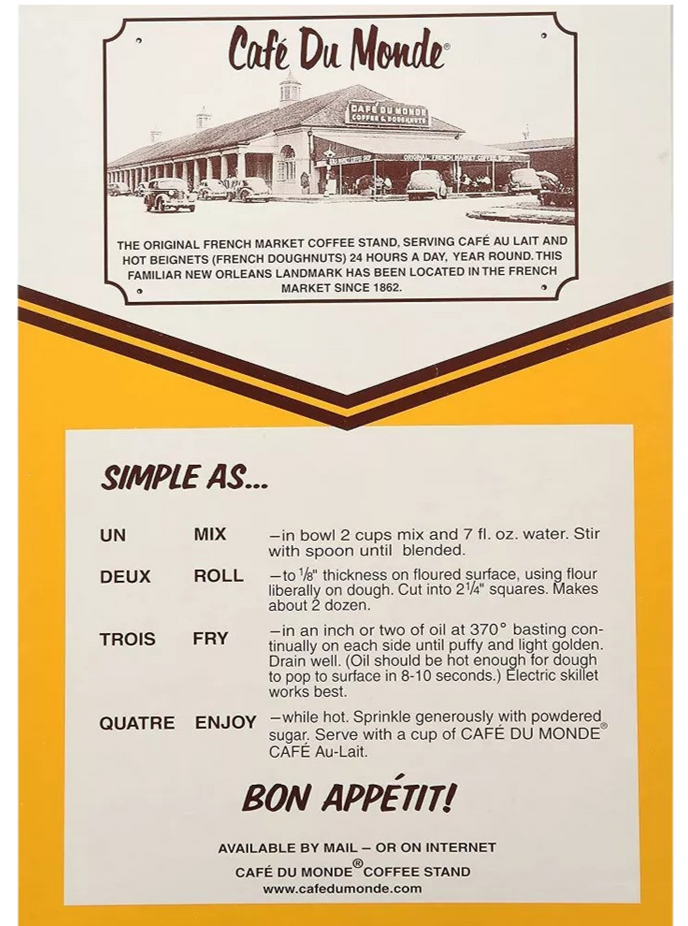 Café Du Monde®
CAFÉ DU MONDE
COFFEE & DOUGHNUTS
ORIGINAL FRENCH MARKET COFFEE STAND
THE ORIGINAL FRENCH MARKET COFFEE STAND, SERVING CAFÉ AU LAIT AND
HOT BEIGNETS (FRENCH DOUGHNUTS) 24 HOURS A DAY, YEAR ROUND. THIS
FAMILIAR NEW ORLEANS LANDMARK HAS BEEN LOCATED IN THE FRENCH
MARKET SINCE 1862.
SIMPLE AS...
UN MIX –in bowl 2 cups mix and 7 fl. oz. water. Stir
with spoon until blended.
DEUX ROLL –to 1/8" thickness on floured surface, using flour
liberally on dough. Cut into 2 1/4" squares. Makes
about 2 dozen.
TROIS FRY –in an inch or two of oil at 370° basting con-
tinually on each side until puffy and light golden.
Drain well. (Oil should be hot enough for dough
to pop to surface in 8-10 seconds.) Electric skillet
works best.
QUATRE ENJOY –while hot. Sprinkle generously with powdered
sugar. Serve with a cup of CAFÉ DU MONDE®
CAFÉ Au-Lait.
BON APPÉTIT!
AVAILABLE BY MAIL – OR ON INTERNET
CAFÉ DU MONDE® COFFEE STAND
www.cafedumonde.com